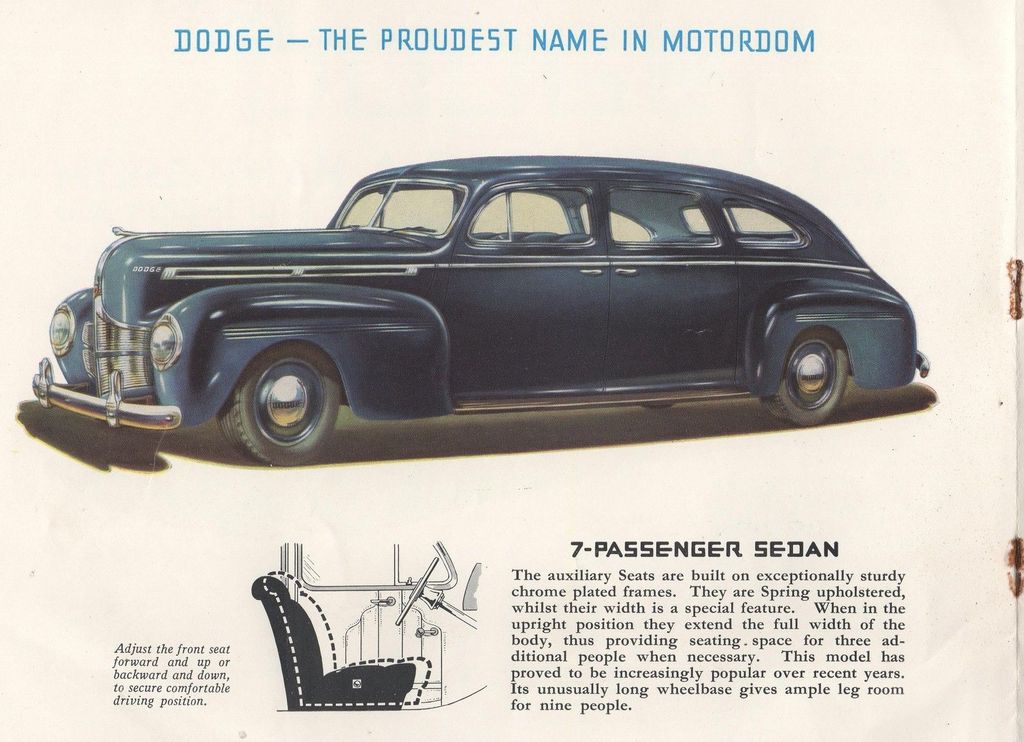 DODGE — THE PROUDEST NAME IN MOTORDOM
DODGE
DODGE
7-PASSENGER SEDAN
The auxiliary Seats are built on exceptionally sturdy
chrome plated frames. They are Spring upholstered,
whilst their width is a special feature. When in the
upright position they extend the full width of the
body, thus providing seating space for three ad-
ditional people when necessary. This model has
proved to be increasingly popular over recent years.
Its unusually long wheelbase gives ample leg room
for nine people.
Adjust the front seat
forward and up or
backward and down,
to secure comfortable
driving position.